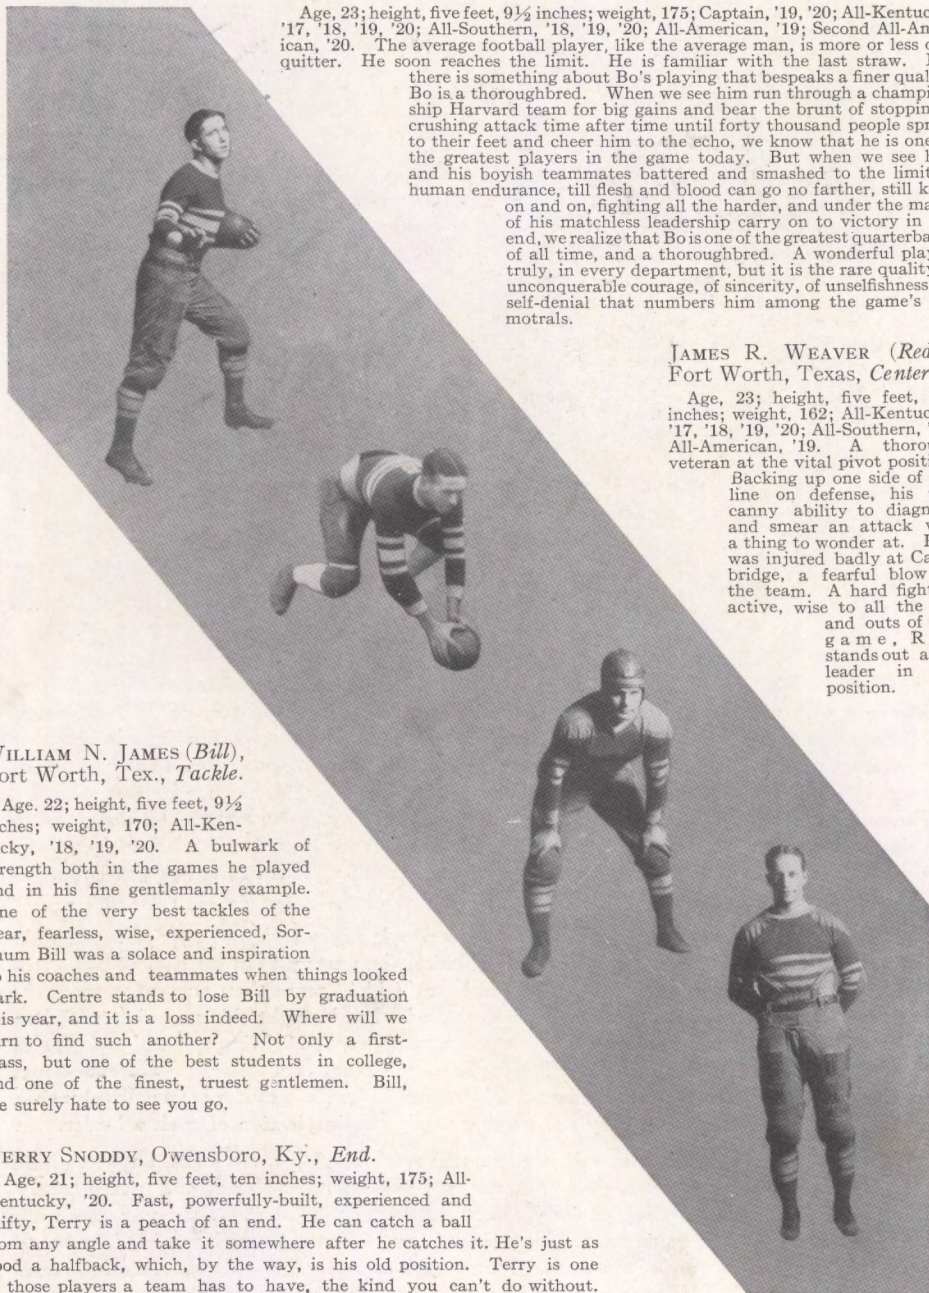 Age, 23; height, five feet, 9½ inches; weight, 175; Captain, '19, '20; All-Kentuc
'17, '18, '19, '20; All-Southern, '18, '19, '20; All-American, '19; Second All-Am
ican, '20. The average football player, like the average man, is more or less
quitter. He soon reaches the limit. He is familiar with the last straw.
there is something about Bo's playing that bespeaks a finer qual
Bo is a thoroughbred. When we see him run through a champi
ship Harvard team for big gains and bear the brunt of stoppin
crushing attack time after time until forty thousand people spr
to their feet and cheer him to the echo, we know that he is one
the greatest players in the game today. But when we see h
and his boyish teammates battered and smashed to the limit
human endurance, till flesh and blood can go no farther, still k
on and on, fighting all the harder, and under the ma
of his matchless leadership carry on to victory in
end, we realize that Bo is one of the greatest quarterba
of all time, and a thoroughbred. A wonderful play
truly, in every department, but it is the rare quality
unconquerable courage, of sincerity, of unselfishness
self-denial that numbers him among the game's
motrals.
JAMES R. WEAVER (Red
Fort Worth, Texas, Center
Age, 23; height, five feet,
inches; weight, 162; All-Kentuc
'17, '18, '19, '20; All-Southern, '
All-American, '19. A thoro
veteran at the vital pivot positi
Backing up one side of
line on defense, his
canny ability to diagn
and smear an attack w
a thing to wonder at.
was injured badly at Ca
bridge, a fearful blow
the team. A hard fight
active, wise to all the
and outs of
game, R
stands out a
leader in
position.
WILLIAM N. JAMES (Bill),
ort Worth, Tex., Tackle.
Age. 22; height, five feet, 9½
ches; weight, 170; All-Ken-
cky, '18, '19, '20. A bulwark of
rength both in the games he played
nd in his fine gentlemanly example.
ne of the very best tackles of the
ear, fearless, wise, experienced, Sor-
hum Bill was a solace and inspiration
o his coaches and teammates when things looked
ark. Centre stands to lose Bill by graduation
is year, and it is a loss indeed. Where will we
rn to find such another? Not only a first-
ass, but one of the best students in college,
nd one of the finest, truest gentlemen. Bill,
e surely hate to see you go.
ERRY SNODDY, Owensboro, Ky., End.
Age, 21; height, five feet, ten inches; weight, 175; All-
entucky, '20. Fast, powerfully-built, experienced and
ifty, Terry is a peach of an end. He can catch a ball
om any angle and take it somewhere after he catches it. He's just as
ood a halfback, which, by the way, is his old position. Terry is one
those players a team has to have, the kind you can't do without.